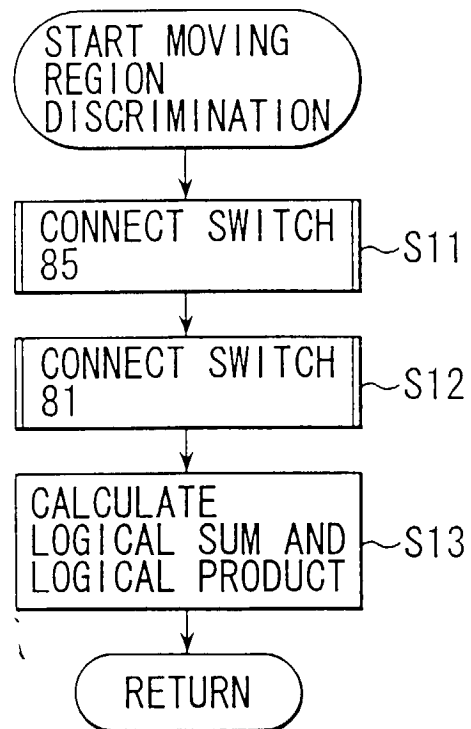 START MOVING
REGION
DISCRIMINATION
CONNECT SWITCH
85
S11
CONNECT SWITCH
81
S12
CALCULATE
LOGICAL SUM AND
LOGICAL PRODUCT
S13
RETURN